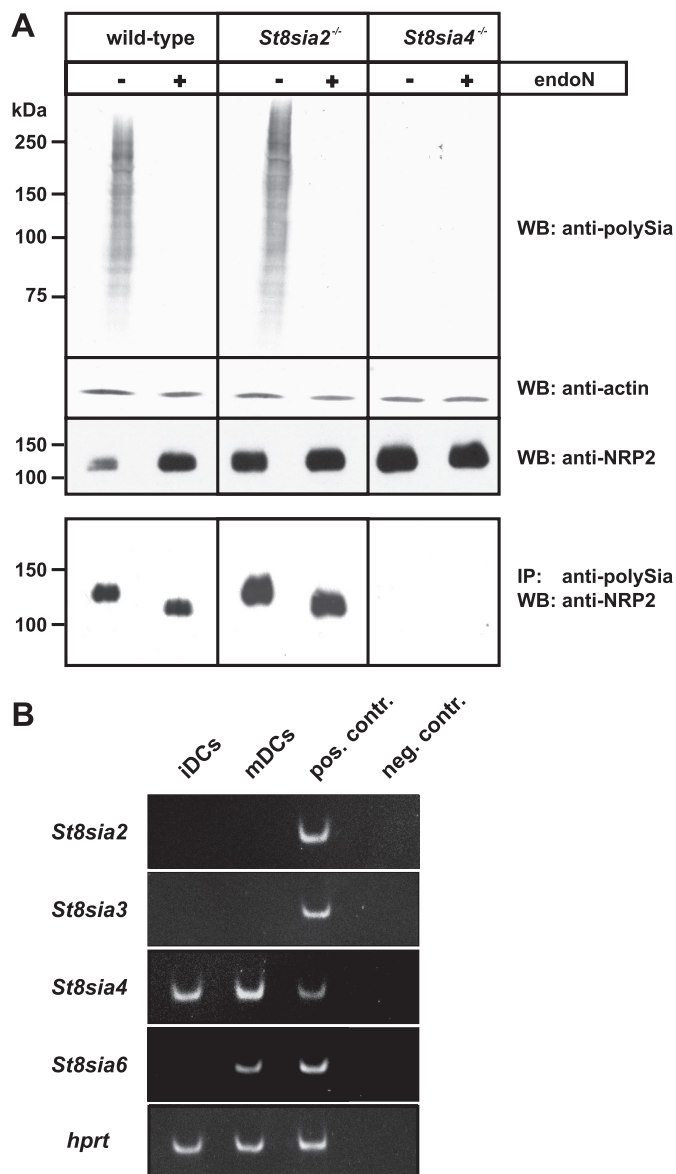 A
wild-type St8sia2-/- St8sia4-/-
- + - + - + endoN
kDa
250
150
100
75
WB: anti-polySia
WB: anti-actin
150
100
WB: anti-NRP2
150
100
IP: anti-polySia
WB: anti-NRP2
B
iDCs mDCs pos. contr. neg. contr.
St8sia2
St8sia3
St8sia4
St8sia6
hprt